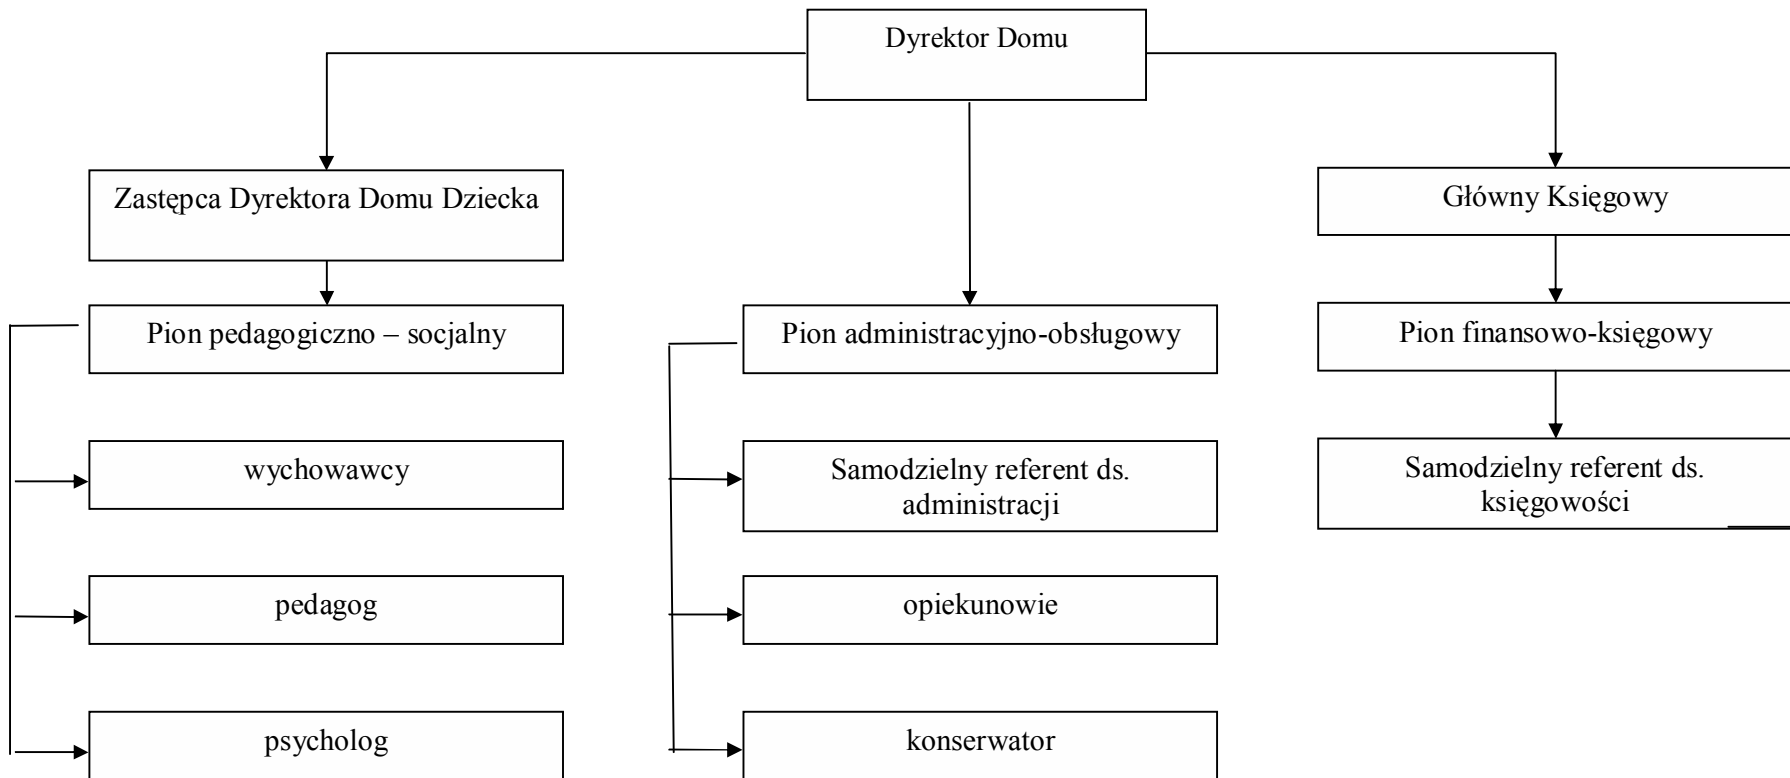 Dyrektor Domu
Zastępca Dyrektora Domu Dziecka
Główny Księgowy
Pion pedagogiczno – socjalny
Pion administracyjno-obsługowy
Pion finansowo-księgowy
wychowawcy
Samodzielny referent ds.
administracji
Samodzielny referent ds.
księgowości
pedagog
opiekunowie
psycholog
konserwator